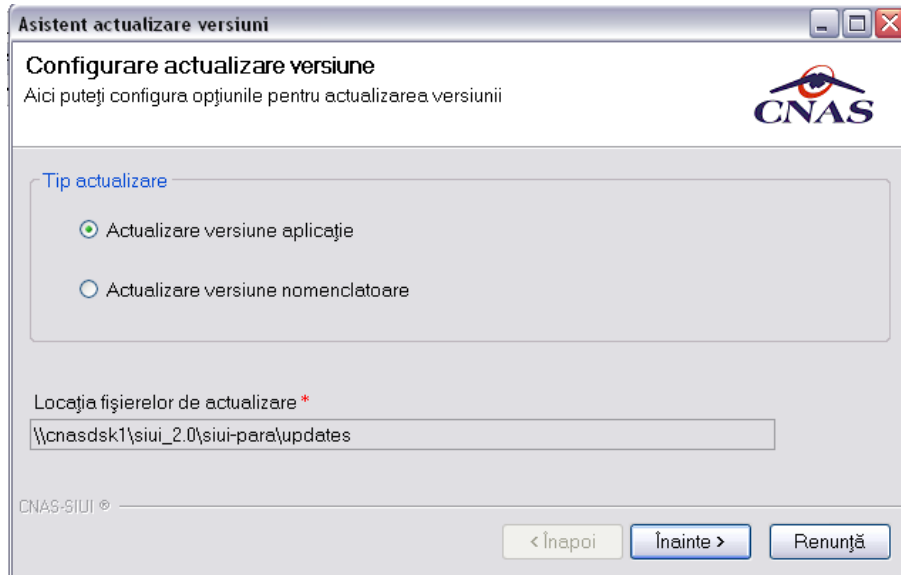 Asistent actualizare versiuni
Configurare actualizare versiune
Aici puteţi configura opţiunile pentru actualizarea versiunii
CNAS
Tip actualizare
Actualizare versiune aplicaţie
Actualizare versiune nomenclatoare
Locaţia fişierelor de actualizare *
\\cnasdsk1\siui_2.0\siui-para\updates
CNAS-SIUI ®
< Înapoi
Înainte >
Renunţă